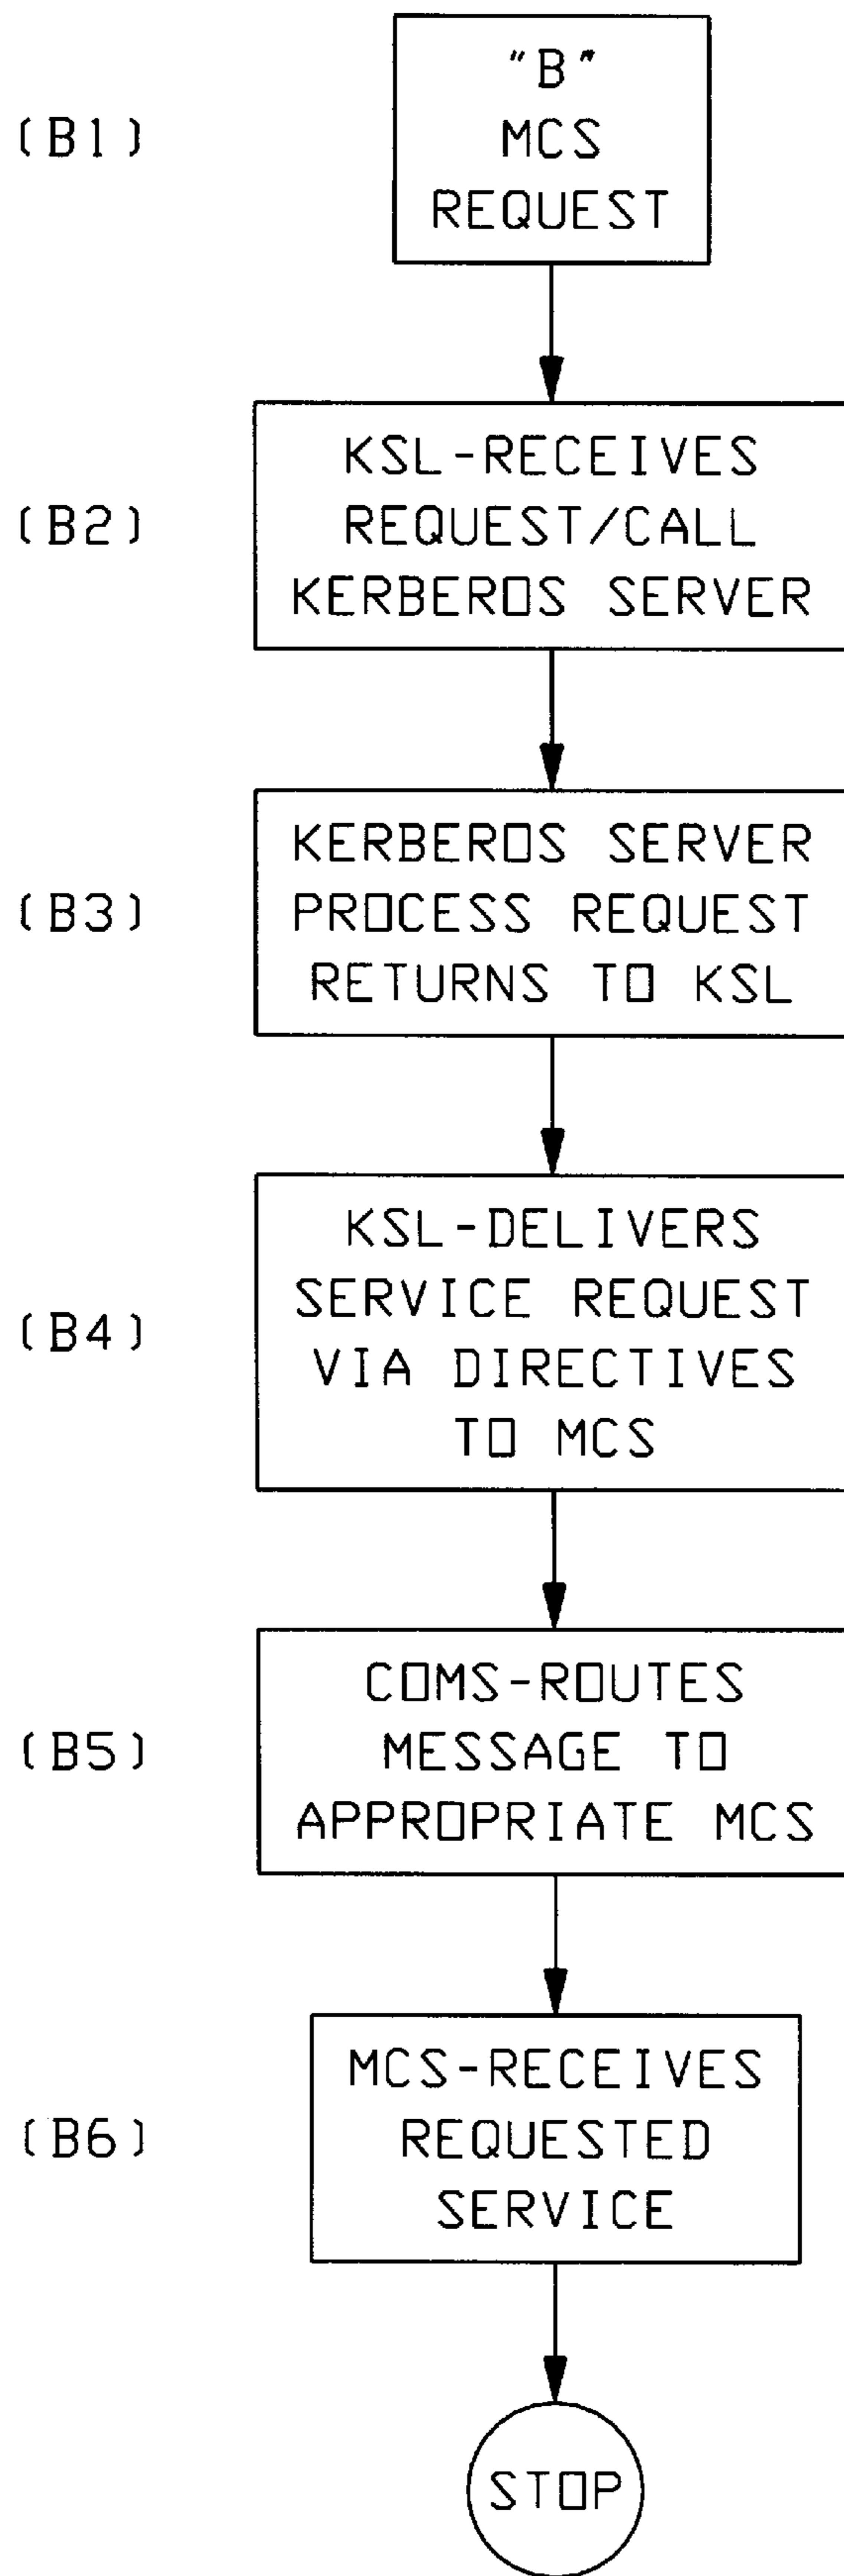 (B1)
"B"
MCS
REQUEST
(B2)
KSL-RECEIVES
REQUEST/CALL
KERBEROS SERVER
(B3)
KERBEROS SERVER
PROCESS REQUEST
RETURNS TO KSL
(B4)
KSL-DELIVERS
SERVICE REQUEST
VIA DIRECTIVES
TO MCS
(B5)
COMS-ROUTES
MESSAGE TO
APPROPRIATE MCS
(B6)
MCS-RECEIVES
REQUESTED
SERVICE
STOP